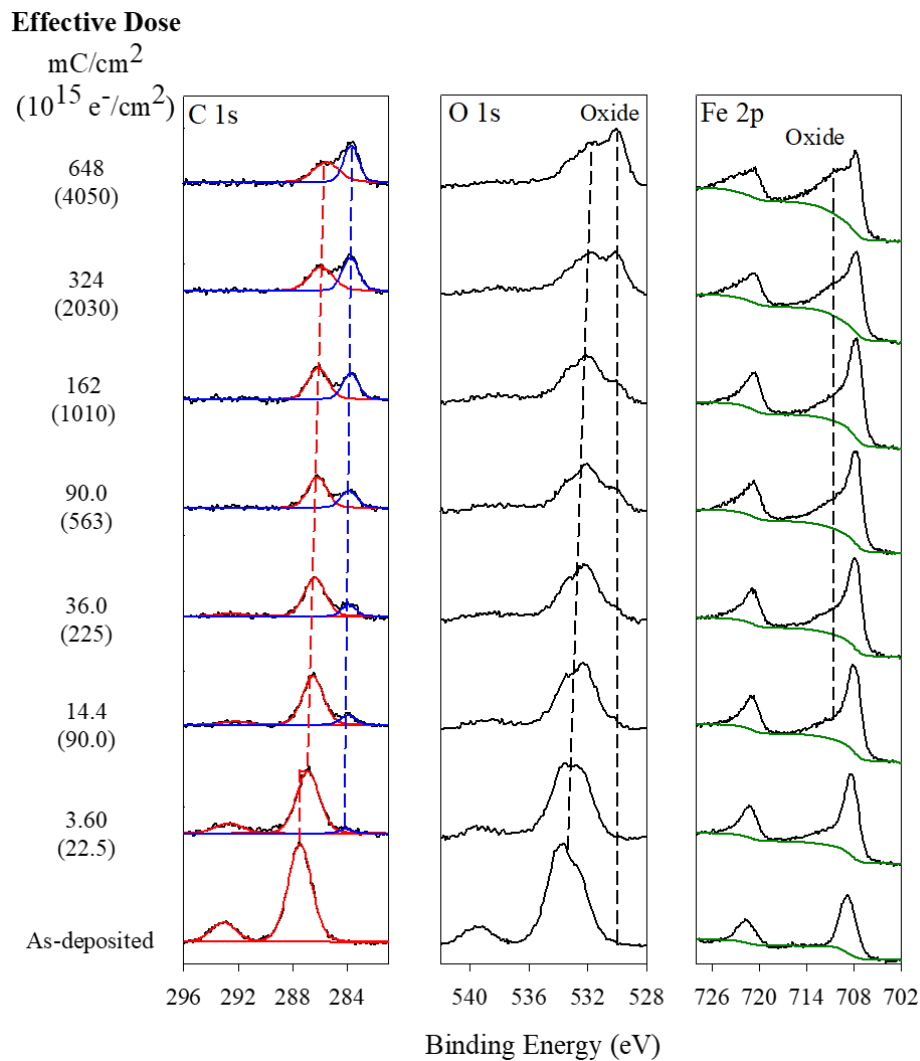 Effective Dose
mC/cm²
(10¹⁵ e⁻/cm²)
C 1s
O 1s
Oxide
Fe 2p
Oxide
648
(4050)
324
(2030)
162
(1010)
90.0
(563)
36.0
(225)
14.4
(90.0)
3.60
(22.5)
As-deposited
296 292 288 284
540 536 532 528
726 720 714 708 702
Binding Energy (eV)